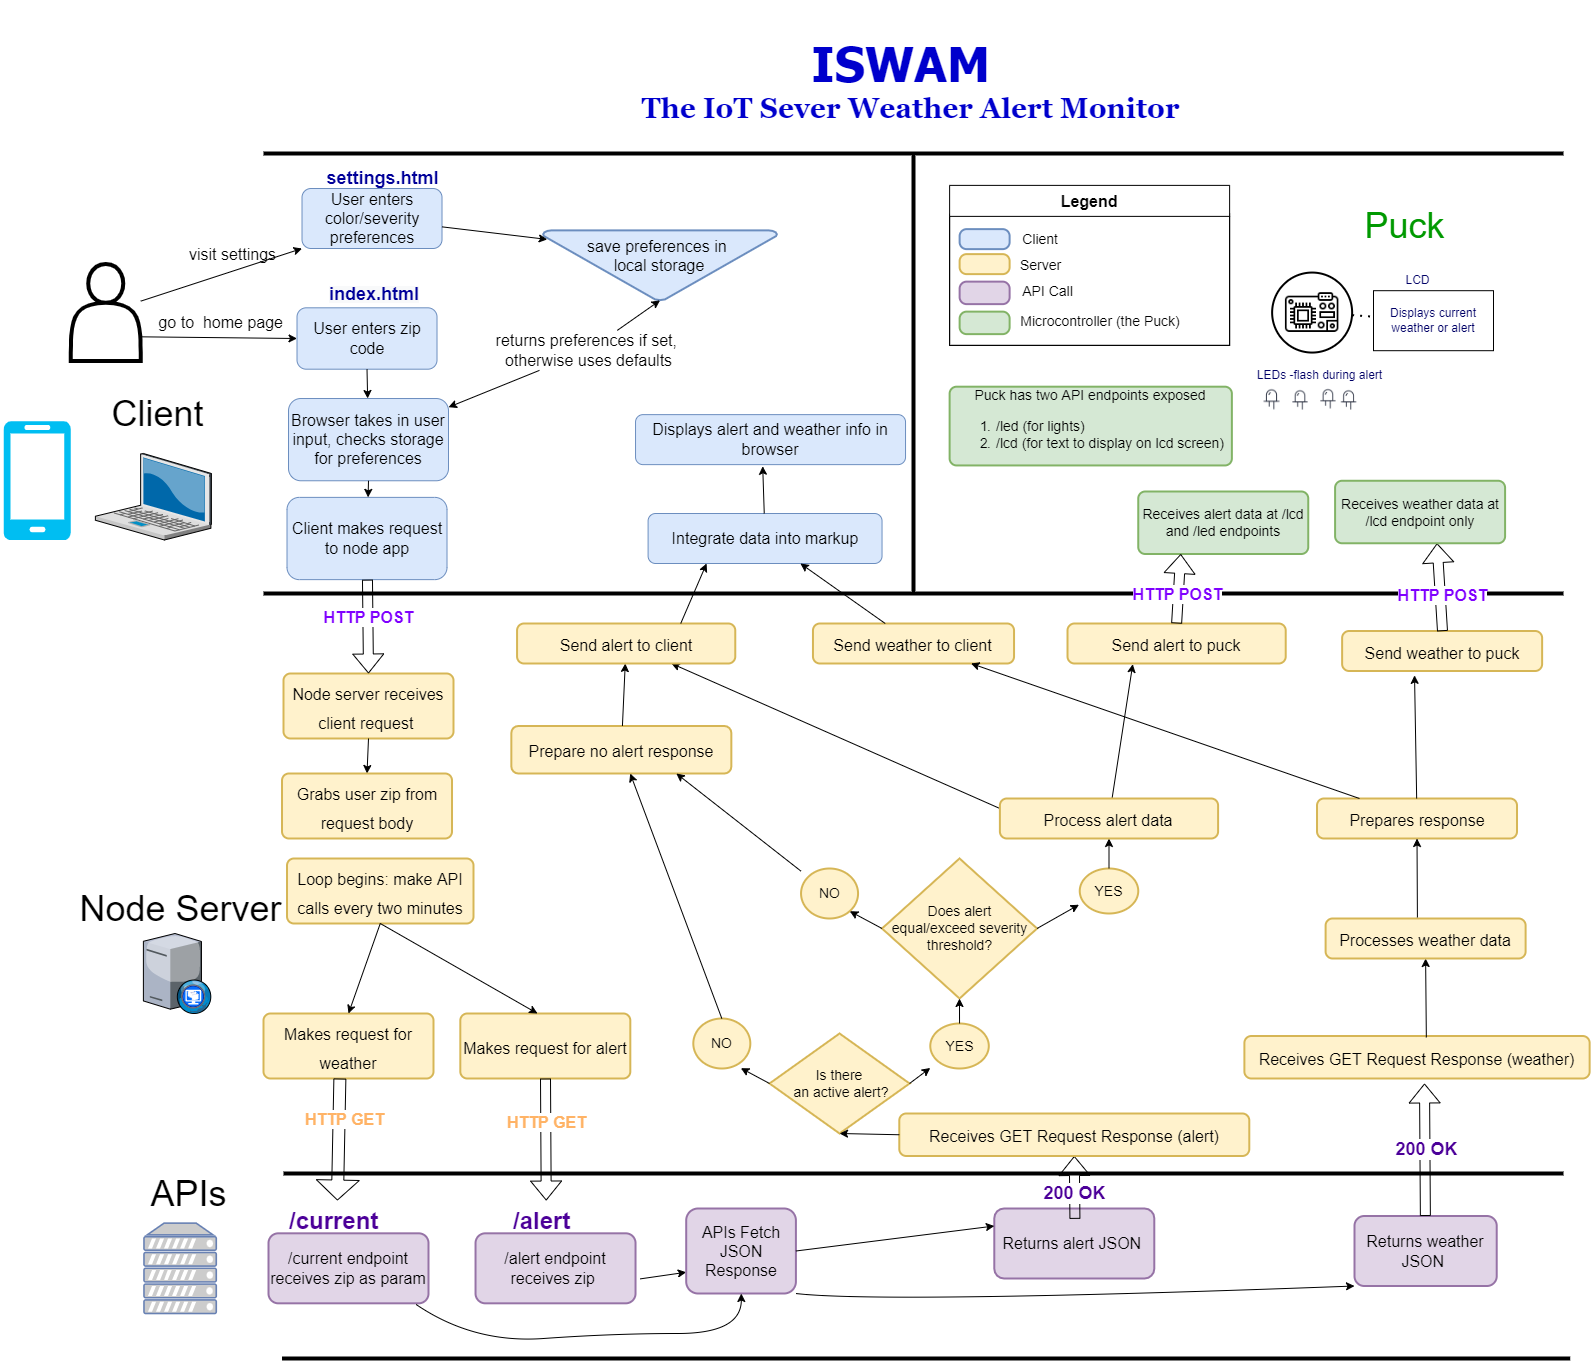 ISWAM
The IoT Sever Weather Alert Monitor
settings.html
User enters
color/severity
preferences
visit settings
save preferences in
local storage
index.html
go to  home page
User enters zip
code
returns preferences if set,
otherwise uses defaults
Client
Browser takes in user
input, checks storage
for preferences
Client makes request
to node app
Displays alert and weather info in
browser
Integrate data into markup
Legend
Client
Server
API Call
Microcontroller (the Puck)
Puck
LCD
Displays current
weather or alert
LEDs -flash during alert
Puck has two API endpoints exposed
1. /led (for lights)
2. /lcd (for text to display on lcd screen)
Receives alert data at /lcd
and /led endpoints
Receives weather data at
/lcd endpoint only
HTTP POST
HTTP POST
HTTP POST
Send alert to client
Send weather to client
Send alert to puck
Send weather to puck
Node server receives
client request
Prepare no alert response
Grabs user zip from
request body
Process alert data
Prepares response
Loop begins: make API
calls every two minutes
Node Server
NO
Does alert
equal/exceed severity
threshold?
YES
Processes weather data
Makes request for
weather
Makes request for alert
NO
YES
Is there
an active alert?
Receives GET Request Response (weather)
HTTP GET
HTTP GET
Receives GET Request Response (alert)
200 OK
APIs
200 OK
/current
/alert
/current endpoint
receives zip as param
/alert endpoint
receives zip
APIs Fetch
JSON
Response
Returns alert JSON
Returns weather
JSON